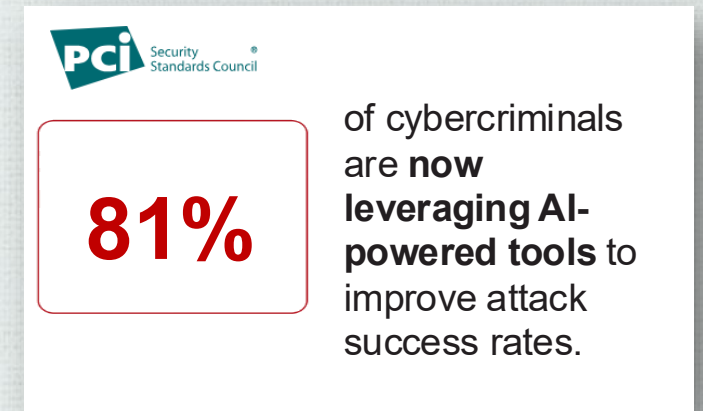 PCi Security ®
Standards Council
81%
of cybercriminals
are now
leveraging AI-
powered tools to
improve attack
success rates.